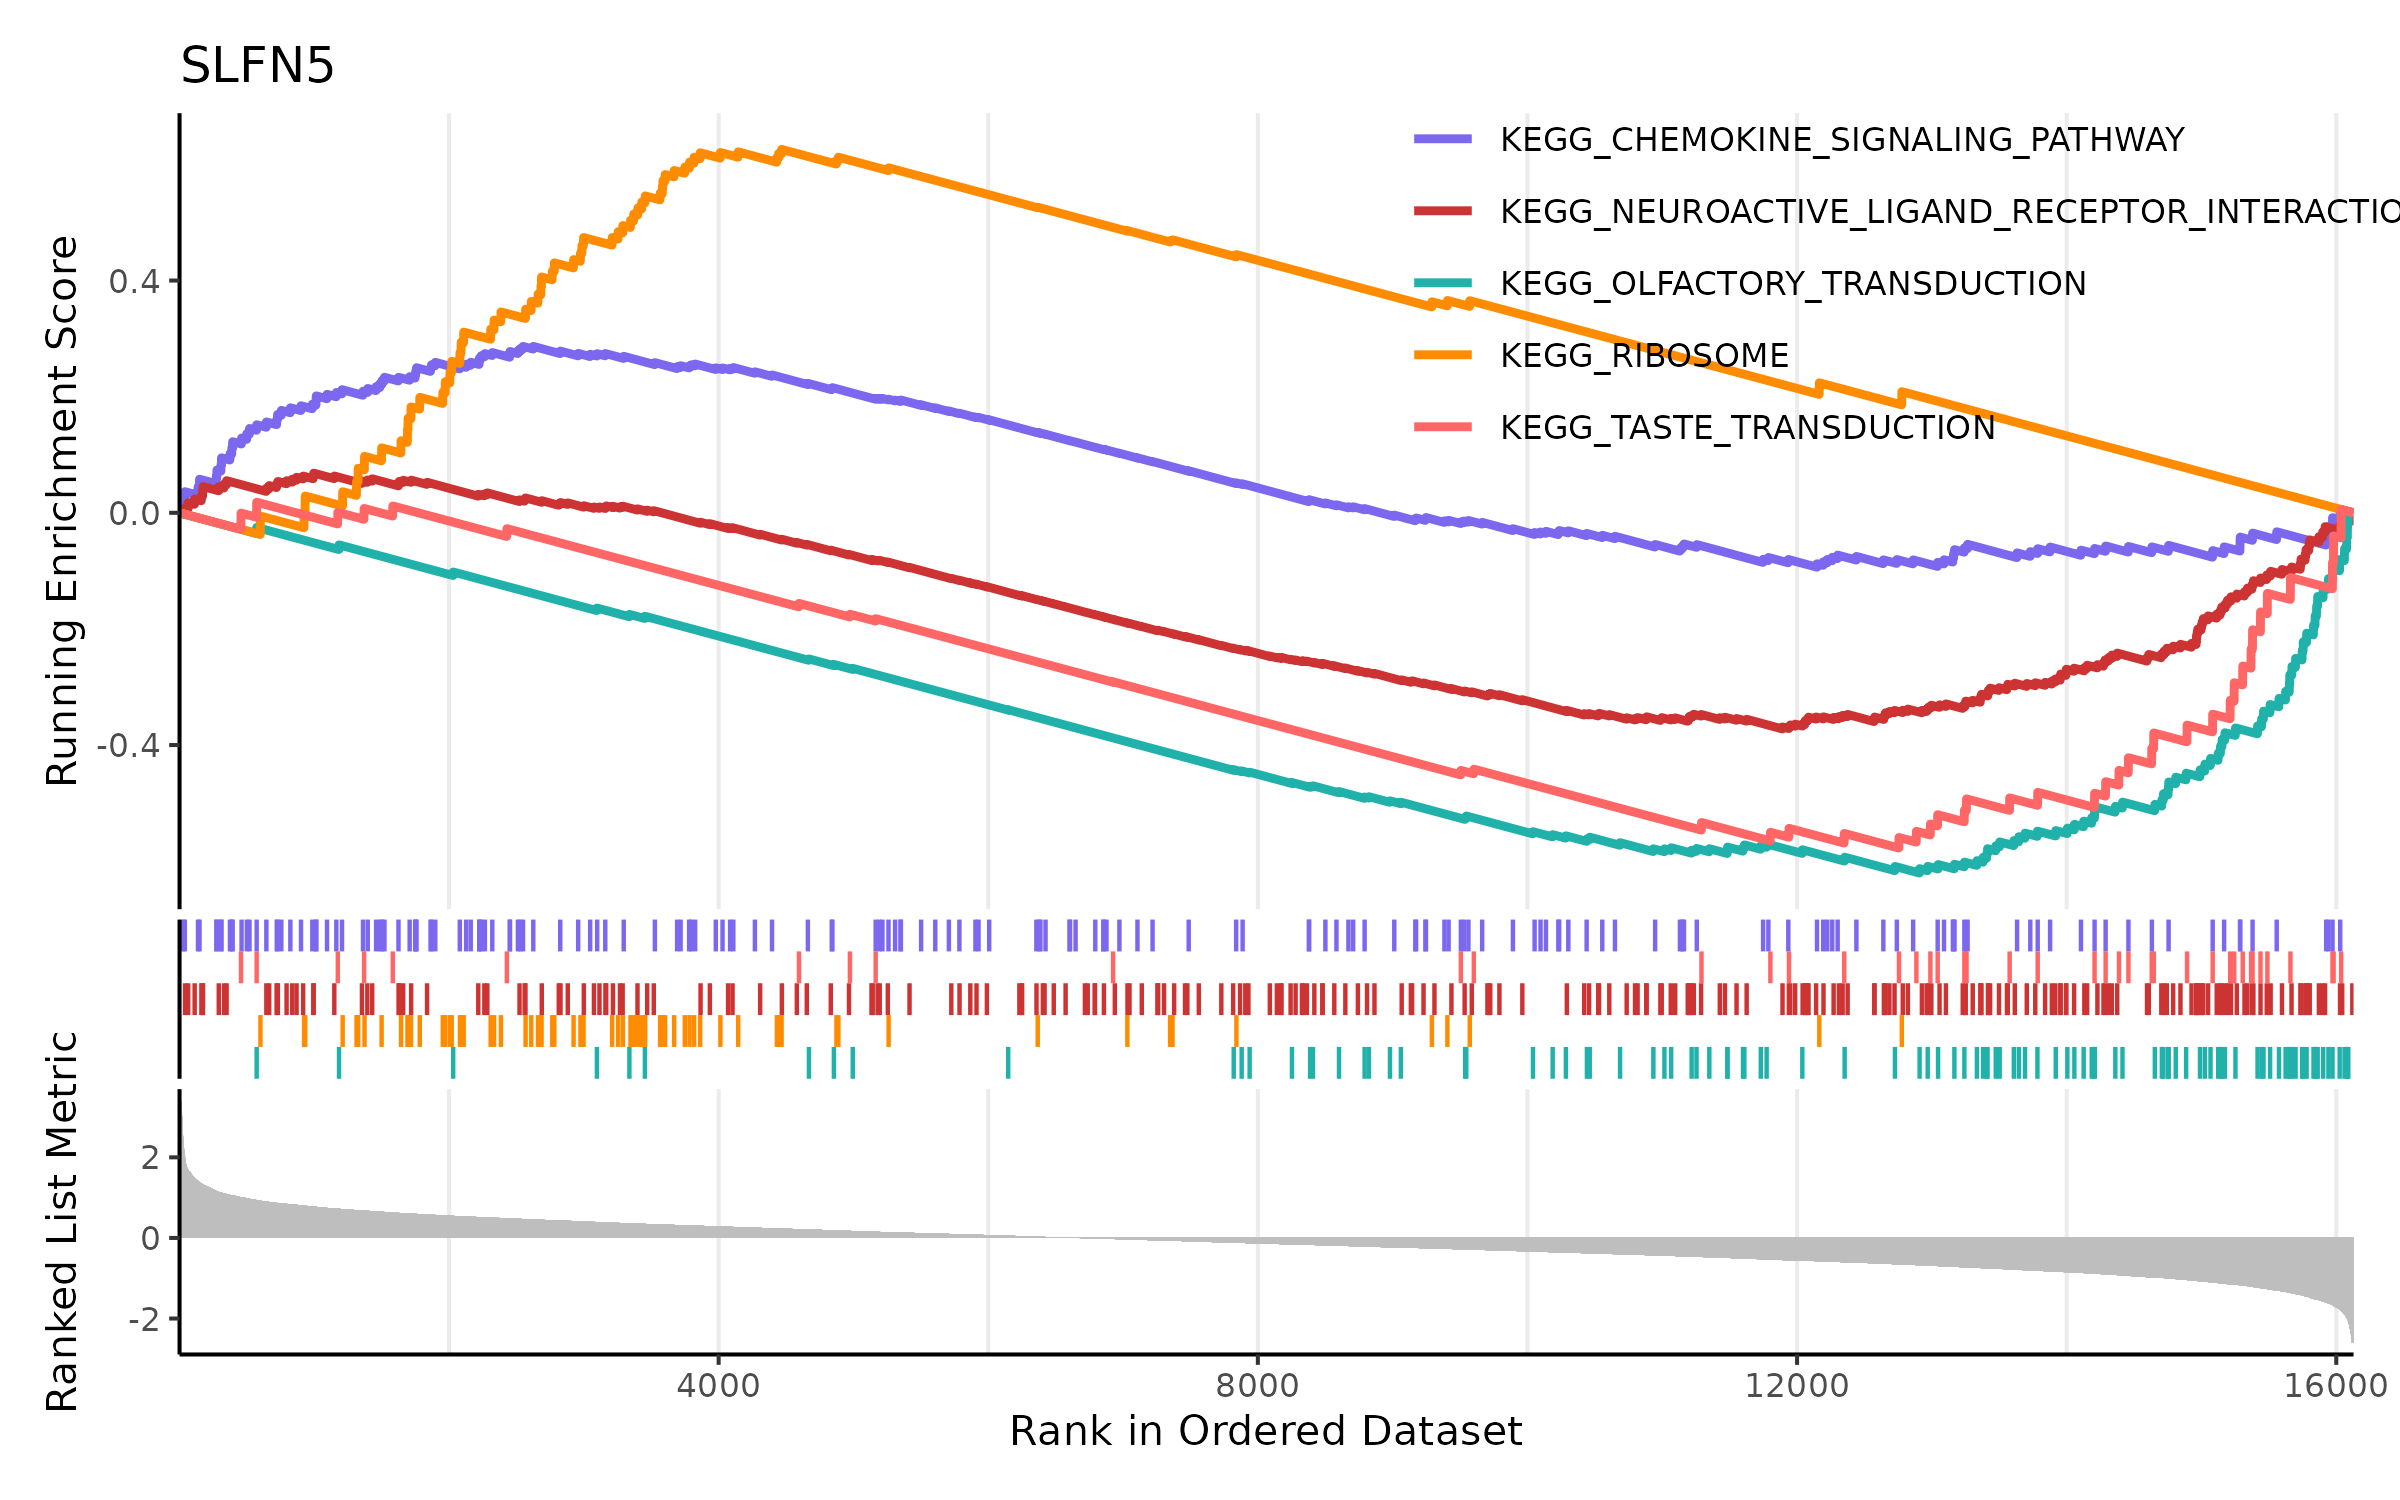 SLFN5
Running Enrichment Score
0.4
0.0
-0.4
KEGG_CHEMOKINE_SIGNALING_PATHWAY
KEGG_NEUROACTIVE_LIGAND_RECEPTOR_INTERACTIO
KEGG_OLFACTORY_TRANSDUCTION
KEGG_RIBOSOME
KEGG_TASTE_TRANSDUCTION
Ranked List Metric
2
0
-2
4000 8000 12000 16000
Rank in Ordered Dataset